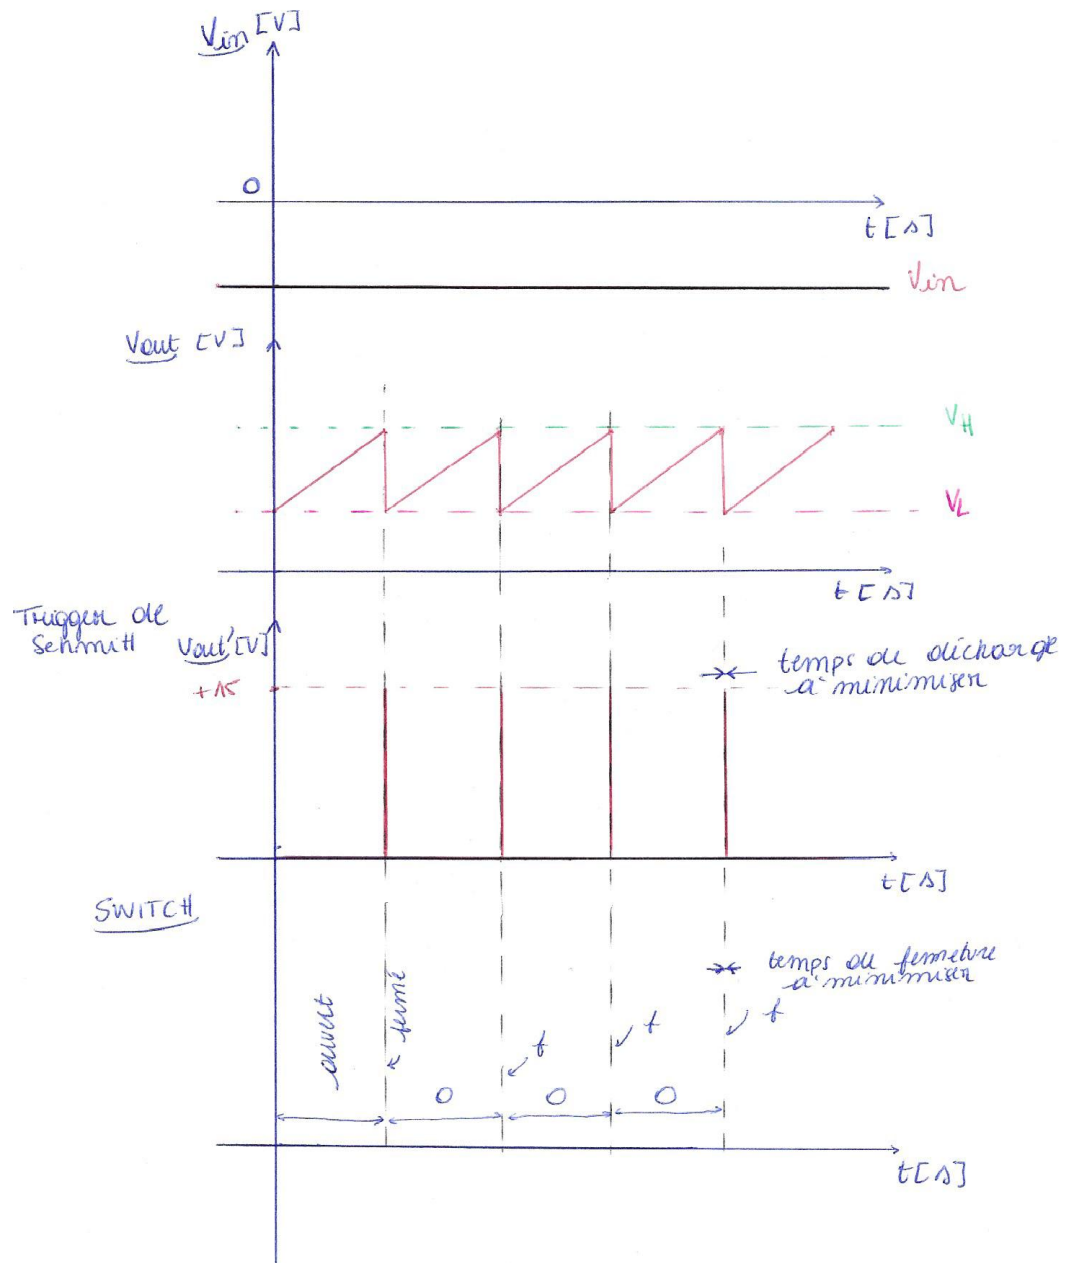 Vin [V]
0
t [s]
Vin
Vout [V]
VH
VL
t [s]
Trigger de
Schmitt Vout' [V]
+15
temps de décharge
à minimiser
t [s]
SWITCH
temps de fermeture
à minimiser
ouvert
fermé
f
f
f
O
O
O
t [s]